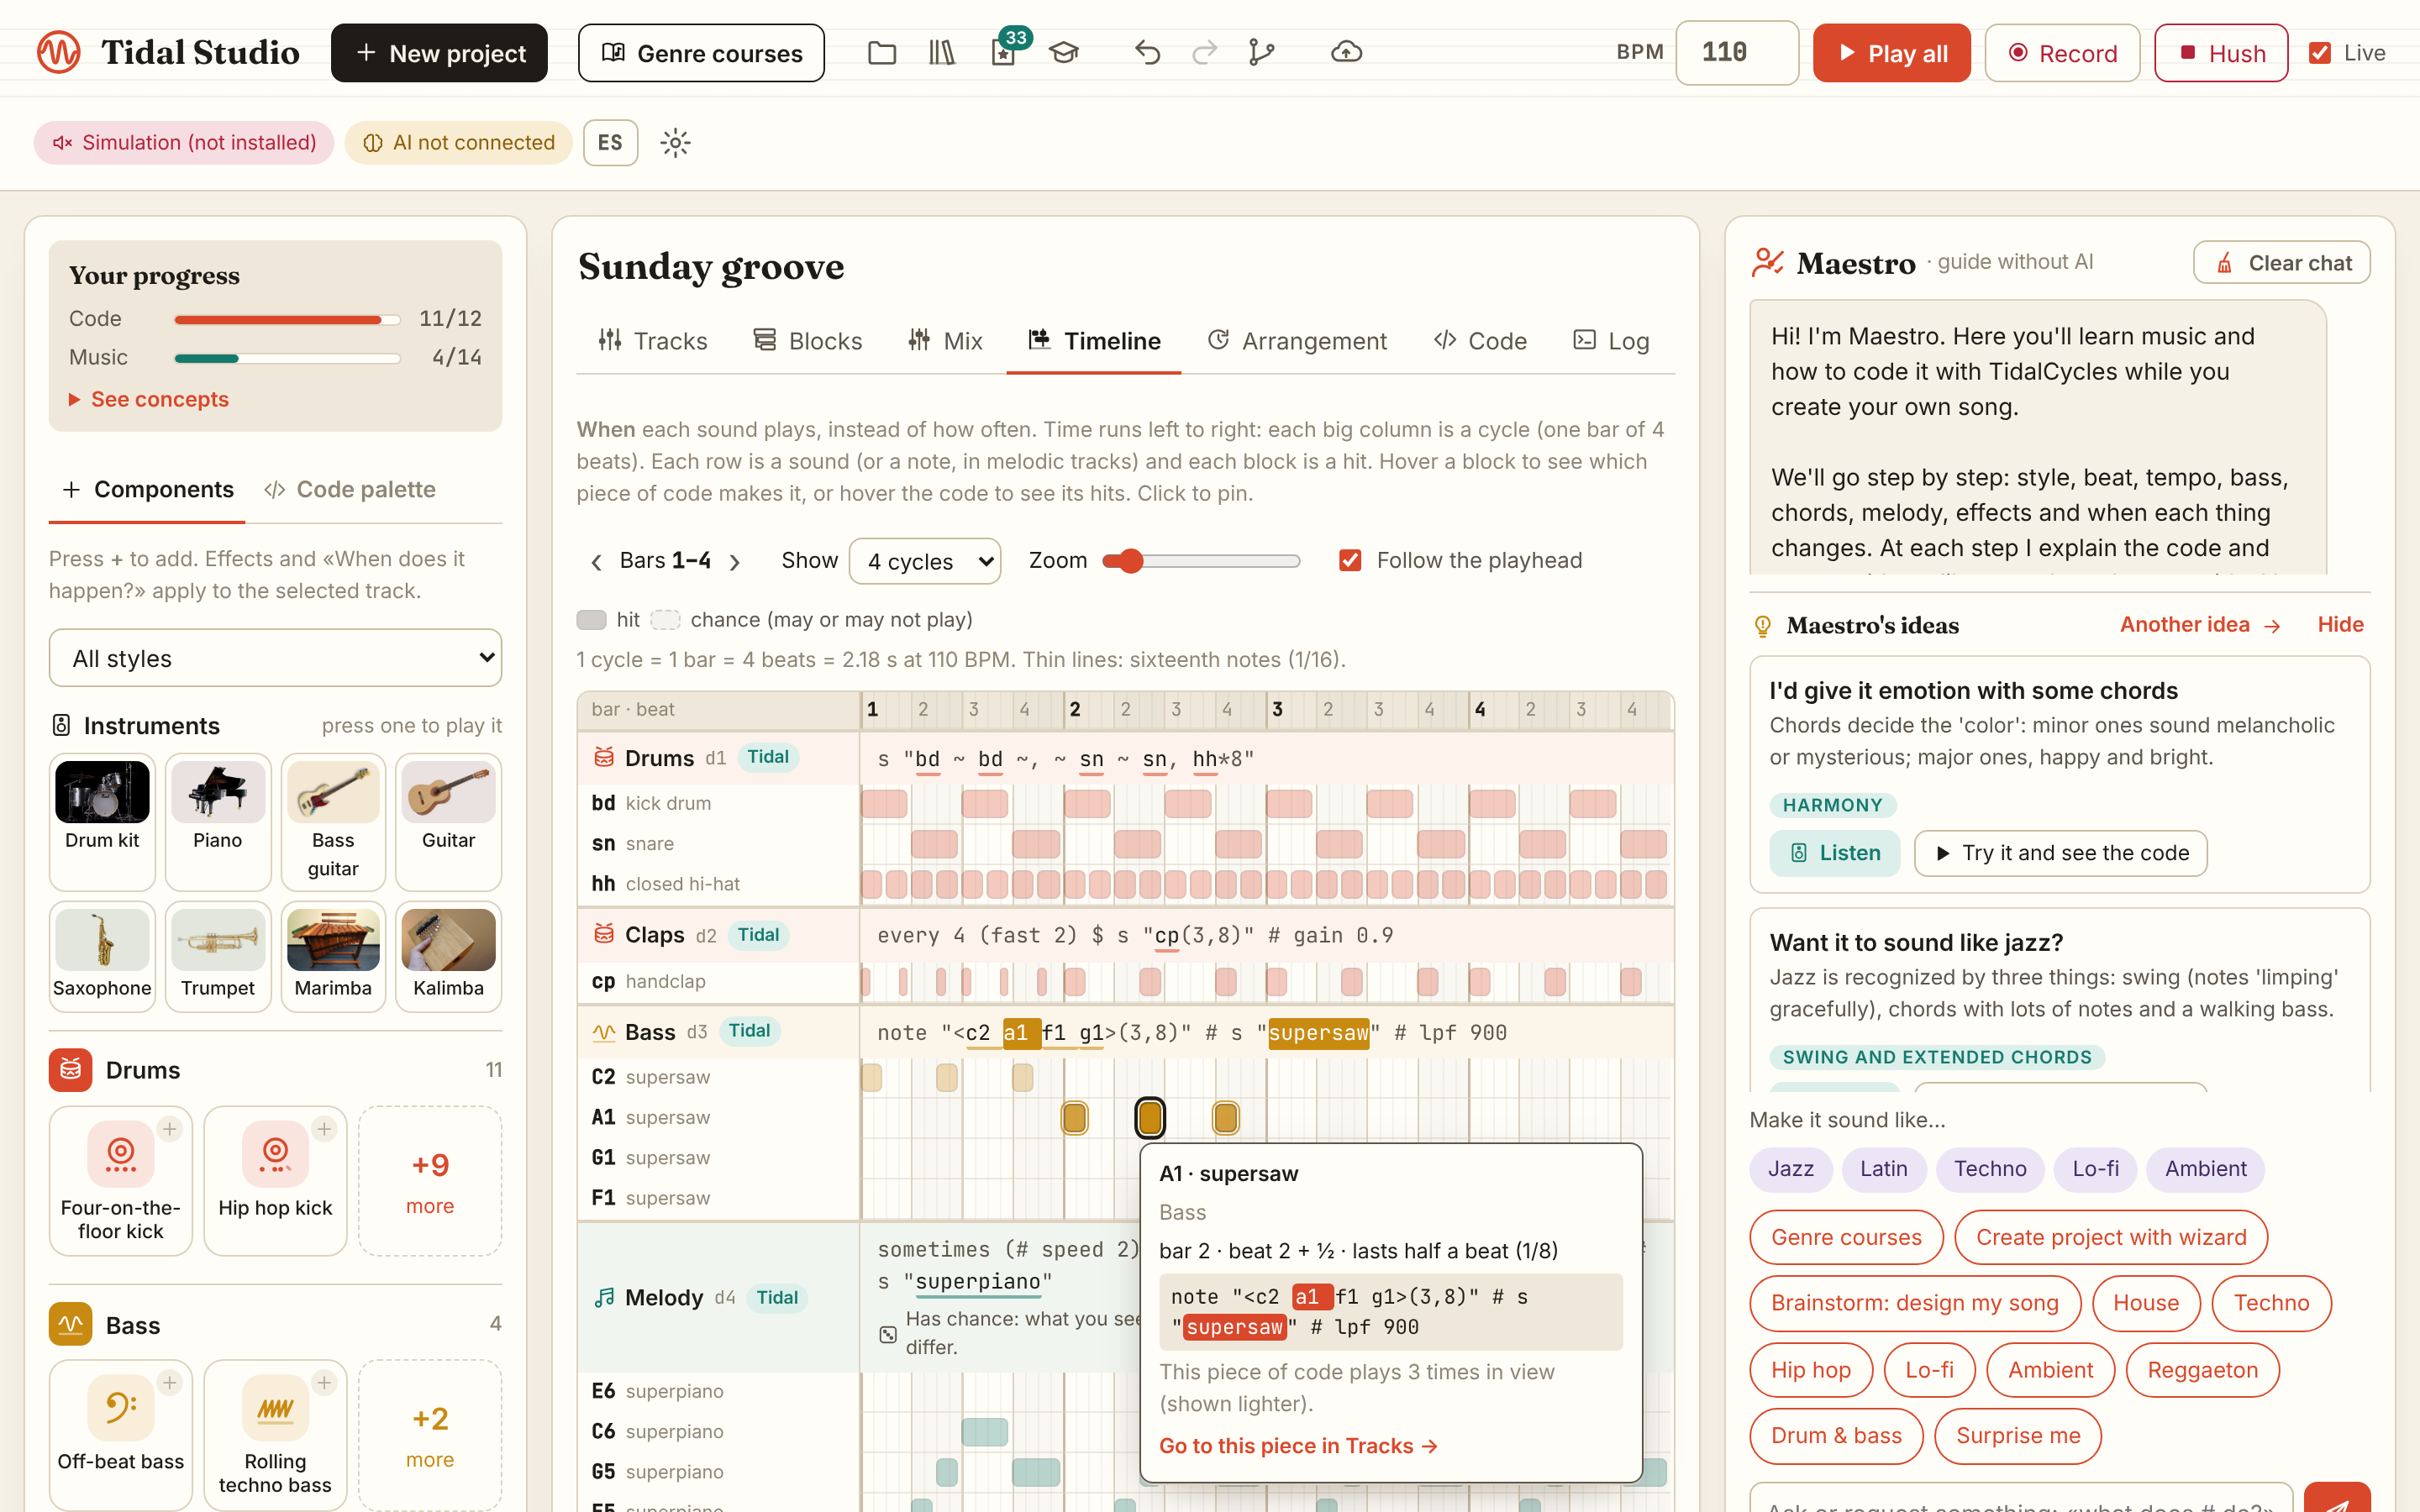 Tidal Studio
New project
Genre courses
33
BPM
110
Play all
Record
Hush
Live
Simulation (not installed)
AI not connected
ES
Your progress
Code 11/12
Music 4/14
See concepts
Components
Code palette
Press + to add. Effects and «When does it
happen?» apply to the selected track.
All styles
Instruments
press one to play it
Drum kit
Piano
Bass
guitar
Guitar
Saxophone
Trumpet
Marimba
Kalimba
Drums
11
Four-on-the-
floor kick
Hip hop kick
+9
more
Bass
4
Off-beat bass
Rolling
techno bass
+2
more
Sunday groove
Tracks
Blocks
Mix
Timeline
Arrangement
Code
Log
When each sound plays, instead of how often. Time runs left to right: each big column is a cycle (one bar of 4
beats). Each row is a sound (or a note, in melodic tracks) and each block is a hit. Hover a block to see which
piece of code makes it, or hover the code to see its hits. Click to pin.
Bars 1–4
Show
4 cycles
Zoom
Follow the playhead
hit
chance (may or may not play)
1 cycle = 1 bar = 4 beats = 2.18 s at 110 BPM. Thin lines: sixteenth notes (1/16).
bar · beat
1 2 3 4 2 2 3 4 3 2 3 4 4 2 3 4
Drums d1 Tidal
s "bd ~ bd ~, ~ sn ~ sn, hh*8"
bd kick drum
sn snare
hh closed hi-hat
Claps d2 Tidal
every 4 (fast 2) $ s "cp(3,8)" # gain 0.9
cp handclap
Bass d3 Tidal
note "<c2 a1 f1 g1>(3,8)" # s "supersaw" # lpf 900
C2 supersaw
A1 supersaw
G1 supersaw
F1 supersaw
Melody d4 Tidal
sometimes (# speed 2)
s "superpiano"
Has chance: what you see
differ.
E6 superpiano
C6 superpiano
G5 superpiano
A1 · supersaw
Bass
bar 2 · beat 2 + ½ · lasts half a beat (1/8)
note "<c2 a1 f1 g1>(3,8)" # s
"supersaw" # lpf 900
This piece of code plays 3 times in view
(shown lighter).
Go to this piece in Tracks →
Maestro
· guide without AI
Clear chat
Hi! I'm Maestro. Here you'll learn music and
how to code it with TidalCycles while you
create your own song.
We'll go step by step: style, beat, tempo, bass,
chords, melody, effects and when each thing
changes. At each step I explain the code and
Maestro's ideas
Another idea →
Hide
I'd give it emotion with some chords
Chords decide the 'color': minor ones sound melancholic
or mysterious; major ones, happy and bright.
HARMONY
Listen
Try it and see the code
Want it to sound like jazz?
Jazz is recognized by three things: swing (notes 'limping'
gracefully), chords with lots of notes and a walking bass.
SWING AND EXTENDED CHORDS
Make it sound like...
Jazz
Latin
Techno
Lo-fi
Ambient
Genre courses
Create project with wizard
Brainstorm: design my song
House
Techno
Hip hop
Lo-fi
Ambient
Reggaeton
Drum & bass
Surprise me